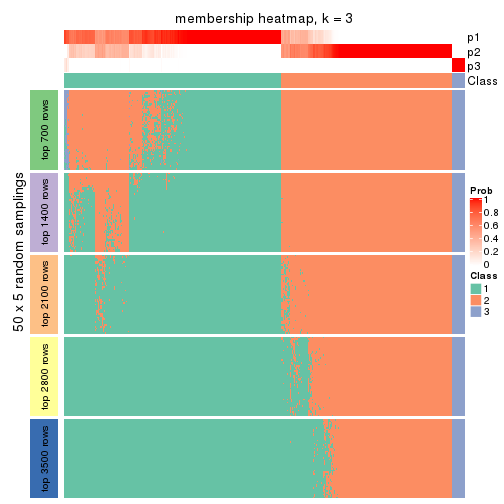 membership heatmap, k = 3
p1
p2
p3
Class
50 x 5 random samplings
top 700 rows
top 1400 rows
top 2100 rows
top 2800 rows
top 3500 rows
Prob
1
0.8
0.6
0.4
0.2
0
Class
1
2
3